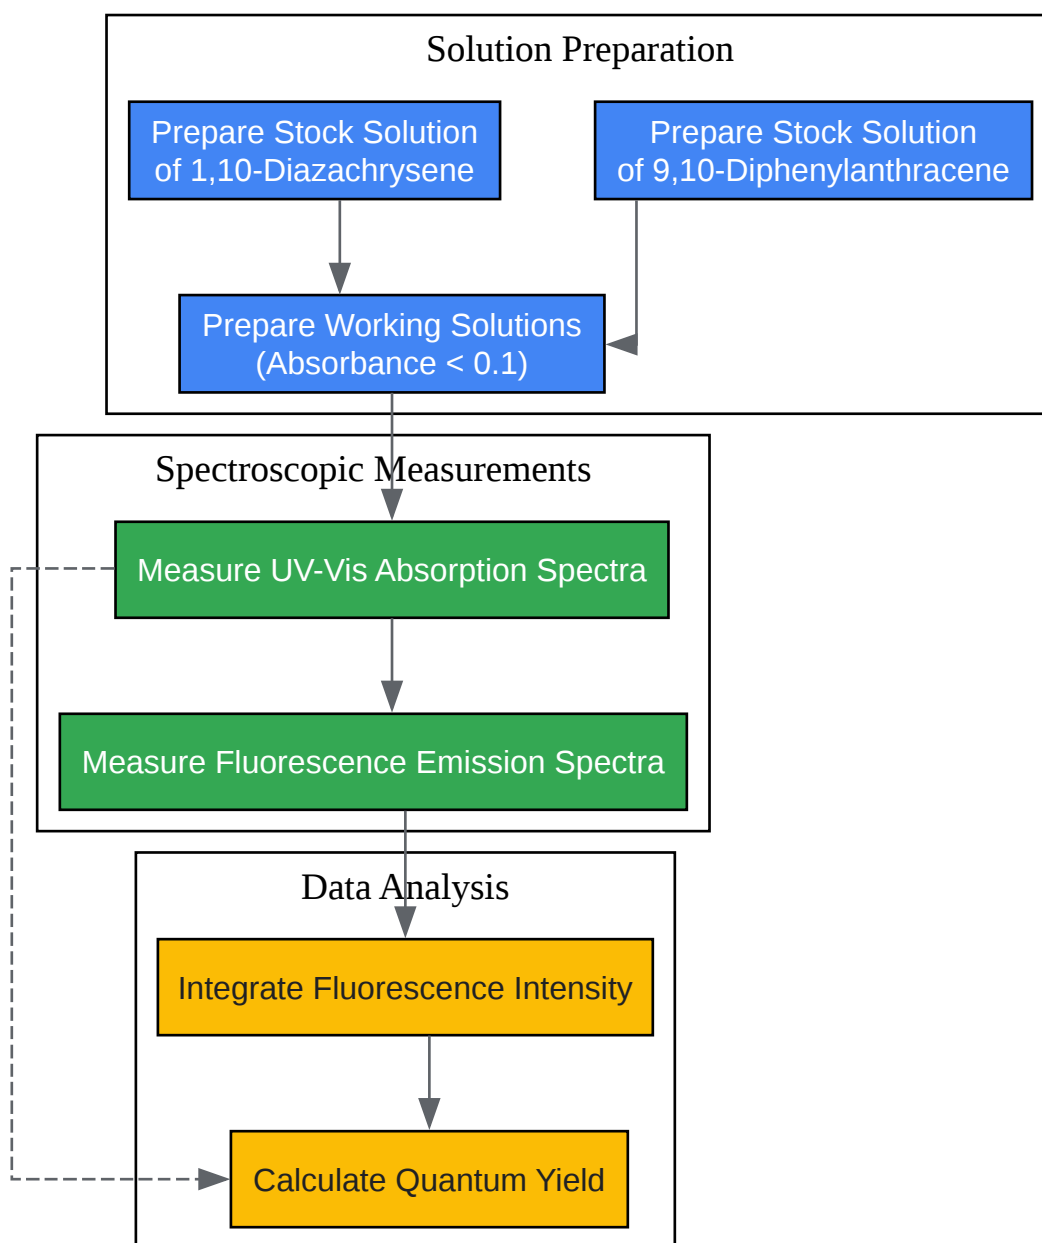 Solution Preparation
Prepare Stock Solution
of 1,10-Diazachrysene
Prepare Stock Solution
of 9,10-Diphenylanthracene
Prepare Working Solutions
(Absorbance < 0.1)
Spectroscopic Measurements
Measure UV-Vis Absorption Spectra
Measure Fluorescence Emission Spectra
Data Analysis
Integrate Fluorescence Intensity
Calculate Quantum Yield